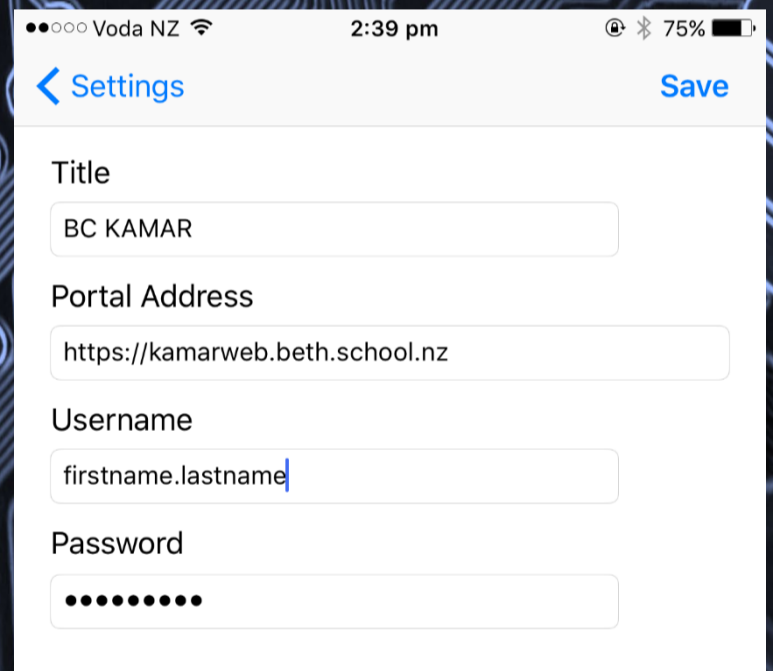 Voda NZ 2:39 pm 75%
Settings Save
Title
BC KAMAR
Portal Address
https://kamarweb.beth.school.nz
Username
firstname.lastname
Password
•••••••••